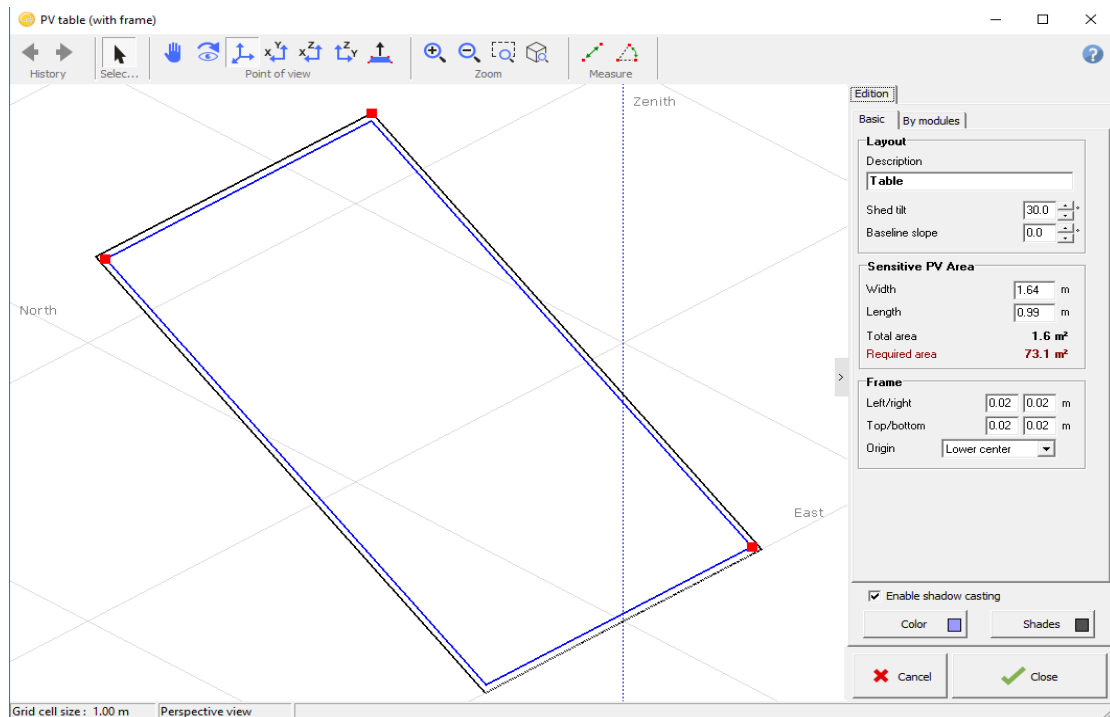 PV table (with frame)
History
Selec...
Point of view
Zoom
Measure
Zenith
North
East
Edition
Basic
By modules
Layout
Description
Table
Shed tilt 30.0 °
Baseline slope 0.0 °
Sensitive PV Area
Width 1.64 m
Length 0.99 m
Total area 1.6 m²
Required area 73.1 m²
Frame
Left/right 0.02 0.02 m
Top/bottom 0.02 0.02 m
Origin Lower center
Enable shadow casting
Color Shades
Cancel Close
Grid cell size : 1.00 m Perspective view